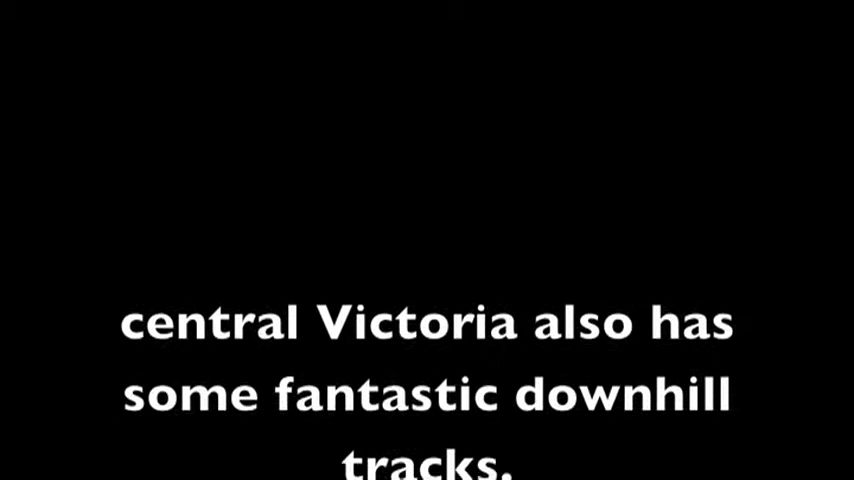 central Victoria also has
some fantastic downhill
tracks.